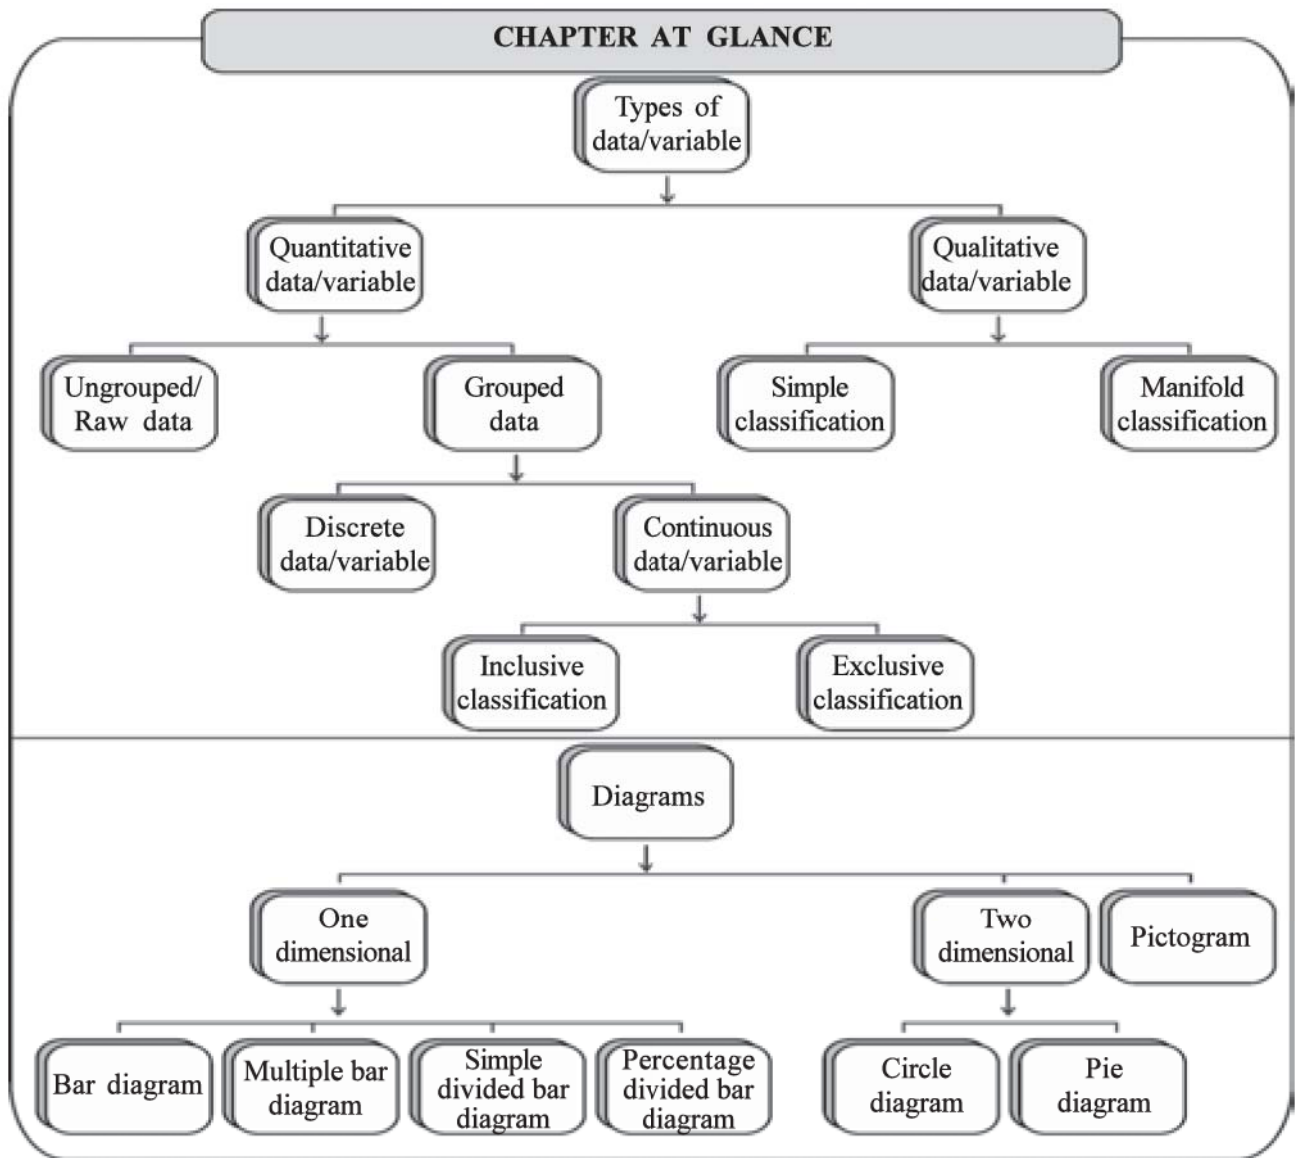 CHAPTER AT GLANCE
Types of
data/variable
Quantitative
data/variable
Qualitative
data/variable
Ungrouped/
Raw data
Grouped
data
Simple
classification
Manifold
classification
Discrete
data/variable
Continuous
data/variable
Inclusive
classification
Exclusive
classification
Diagrams
One
dimensional
Two
dimensional
Pictogram
Bar diagram
Multiple bar
diagram
Simple
divided bar
diagram
Percentage
divided bar
diagram
Circle
diagram
Pie
diagram